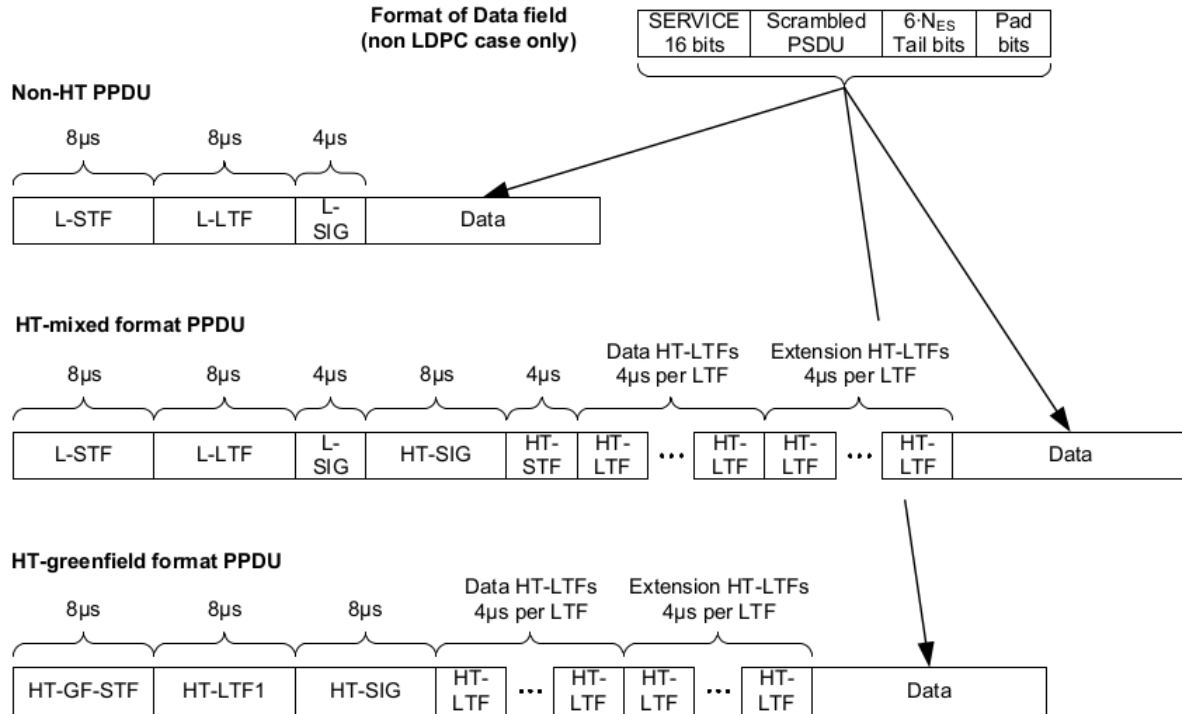 Format of Data field
(non LDPC case only)
SERVICE
16 bits
Scrambled
PSDU
6·NES
Tail bits
Pad
bits
Non-HT PPDU
8µs
8µs
4µs
L-STF
L-LTF
L-
SIG
Data
HT-mixed format PPDU
Data HT-LTFs
4µs per LTF
Extension HT-LTFs
4µs per LTF
8µs
8µs
4µs
8µs
4µs
L-STF
L-LTF
L-
SIG
HT-SIG
HT-
STF
HT-
LTF
...
HT-
LTF
HT-
LTF
...
HT-
LTF
Data
HT-greenfield format PPDU
Data HT-LTFs
4µs per LTF
Extension HT-LTFs
4µs per LTF
8µs
8µs
8µs
HT-GF-STF
HT-LTF1
HT-SIG
HT-
LTF
...
HT-
LTF
HT-
LTF
...
HT-
LTF
Data